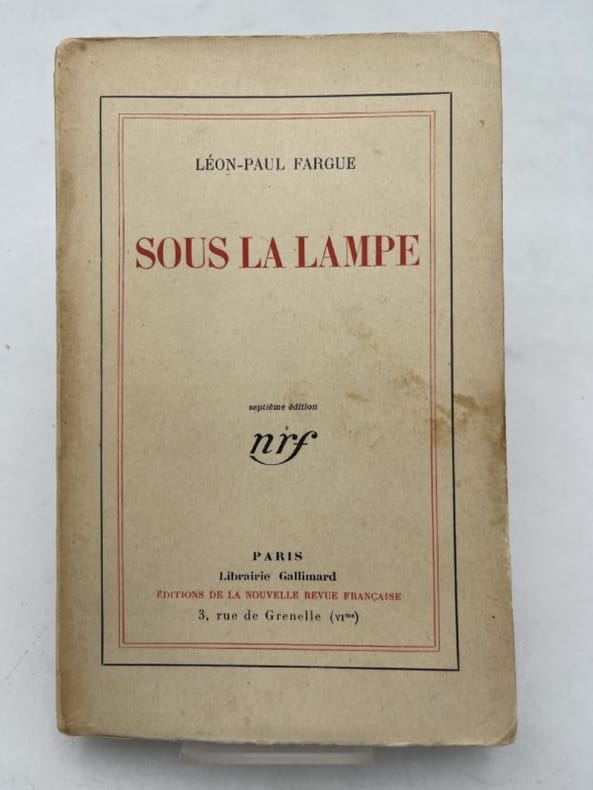 LÉON-PAUL FARGUE
SOUS LA LAMPE
septième édition
nrf
PARIS
Librairie Gallimard
ÉDITIONS DE LA NOUVELLE REVUE FRANÇAISE
3, rue de Grenelle (VIme)